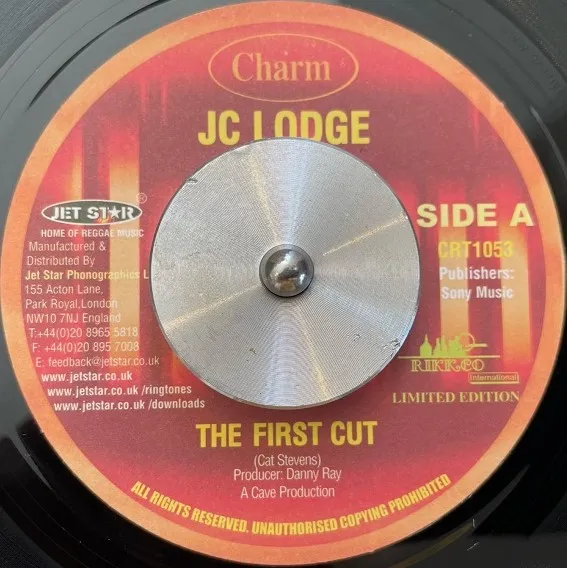 Charm
JC LODGE
JET STAR
®
HOME OF REGGAE MUSIC
Manufactured &
Distributed By
Jet Star Phonographics L
155 Acton Lane,
Park Royal,London
NW10 7NJ England
T:+44(0)20 8965 5818
F: +44(0)20 8957008
E: feedback@jetstar.co.uk
www.jetstar.co.uk
www.jetstar.co.uk /ringtones
www.jetstar.co.uk /downloads
SIDE A
CRT1053
Publishers:
Sony Music
RIKKEO
International
LIMITED EDITION
THE FIRST CUT
(Cat Stevens)
Producer: Danny Ray
A Cave Production
ALL RIGHTS RESERVED. UNAUTHORISED COPYING PROHIBITED